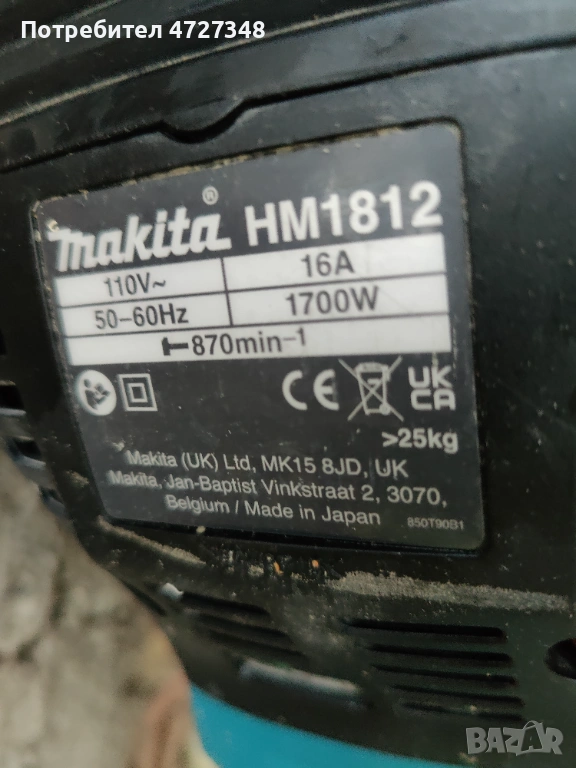 Потребител 4727348
makita® HM1812
110V~ 16A
50-60Hz 1700W
870min-1
CE UK CA
>25kg
Makita (UK) Ltd, MK15 8JD, UK
Makita, Jan-Baptist Vinkstraat 2, 3070,
Belgium / Made in Japan 850T90B1
BAZAR